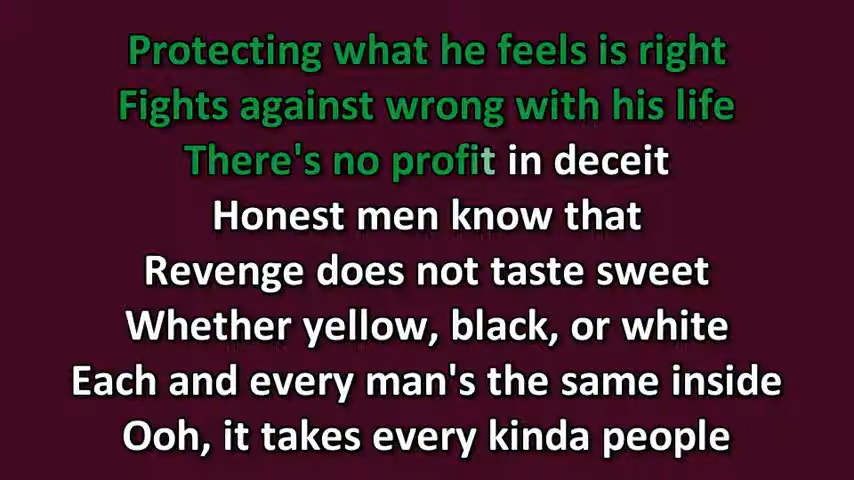 Protecting what he feels is right
Fights against wrong with his life
There's no profit in deceit
Honest men know that
Revenge does not taste sweet
Whether yellow, black, or white
Each and every man's the same inside
Ooh, it takes every kinda people